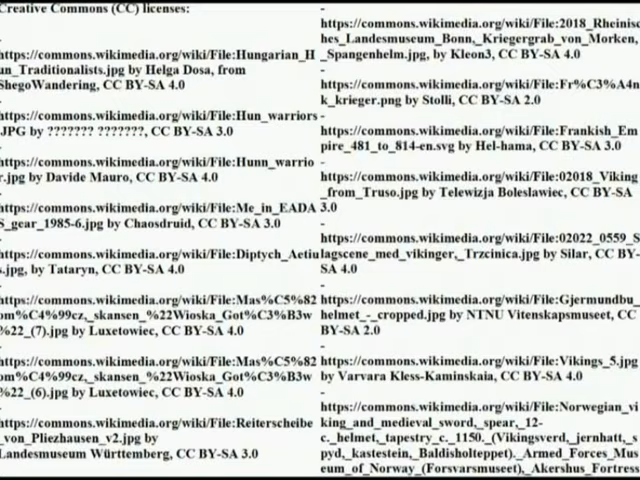 Creative Commons (CC) licenses:
-
https://commons.wikimedia.org/wiki/File:Hungarian_H
un_Traditionalists.jpg by Helga Dosa, from
ShegoWandering, CC BY-SA 4.0
-
https://commons.wikimedia.org/wiki/File:Hun_warriors
.JPG by ??????? ???????, CC BY-SA 3.0
-
https://commons.wikimedia.org/wiki/File:Hunn_warrio
r.jpg by Davide Mauro, CC BY-SA 4.0
-
https://commons.wikimedia.org/wiki/File:Me_in_EADA
S_gear_1985-6.jpg by Chaosdruid, CC BY-SA 3.0
-
https://commons.wikimedia.org/wiki/File:Diptych_Aetiu
s.jpg, by Tataryn, CC BY-SA 4.0
-
https://commons.wikimedia.org/wiki/File:Mas%C5%82
om%C4%99cz,_skansen_%22Wioska_Got%C3%B3w
%22_(7).jpg by Luxetowiec, CC BY-SA 4.0
-
https://commons.wikimedia.org/wiki/File:Mas%C5%82
om%C4%99cz,_skansen_%22Wioska_Got%C3%B3w
%22_(6).jpg by Luxetowiec, CC BY-SA 4.0
-
https://commons.wikimedia.org/wiki/File:Reiterscheibe
_von_Pliezhausen_v2.jpg by
Landesmuseum Württemberg, CC BY-SA 3.0
-
https://commons.wikimedia.org/wiki/File:2018_Rheinisc
hes_Landesmuseum_Bonn,_Kriegergrab_von_Morken,
_Spangenhelm.jpg, by Kleon3, CC BY-SA 4.0
-
https://commons.wikimedia.org/wiki/File:Fr%C3%A4n
k_krieger.png by Stolli, CC BY-SA 2.0
-
https://commons.wikimedia.org/wiki/File:Frankish_Em
pire_481_to_814-en.svg by Hel-hama, CC BY-SA 3.0
-
https://commons.wikimedia.org/wiki/File:02018_Viking
_from_Truso.jpg by Telewizja Boleslawiec, CC BY-SA
3.0
-
https://commons.wikimedia.org/wiki/File:02022_0559_S
lagscene_med_vikinger,_Trzcinica.jpg by Silar, CC BY-
SA 4.0
-
https://commons.wikimedia.org/wiki/File:Gjermundbu_
helmet_-_cropped.jpg by NTNU Vitenskapsmuseet, CC
BY-SA 2.0
-
https://commons.wikimedia.org/wiki/File:Vikings_5.jpg
by Varvara Kless-Kaminskaia, CC BY-SA 4.0
-
https://commons.wikimedia.org/wiki/File:Norwegian_vi
king_and_medieval_sword,_spear,_12-
c._helmet,_tapestry_c._1150._(Vikingsverd,_jernhatt,_s
pyd,_kastestein,_Baldisholteppet)._Armed_Forces_Mus
eum_of_Norway_(Forsvarsmuseet),_Akershus_Fortress